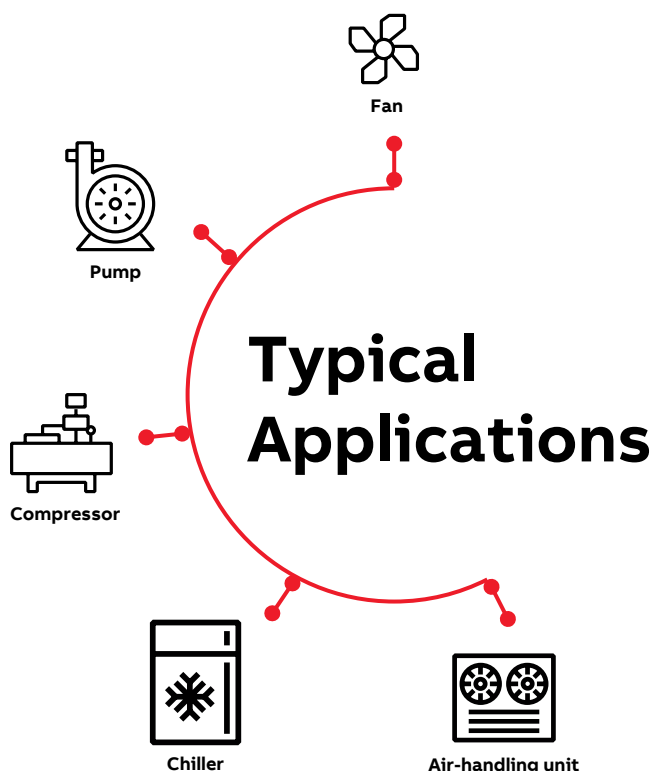 Fan
Pump
Typical
Applications
Compressor
Chiller
Air-handling unit